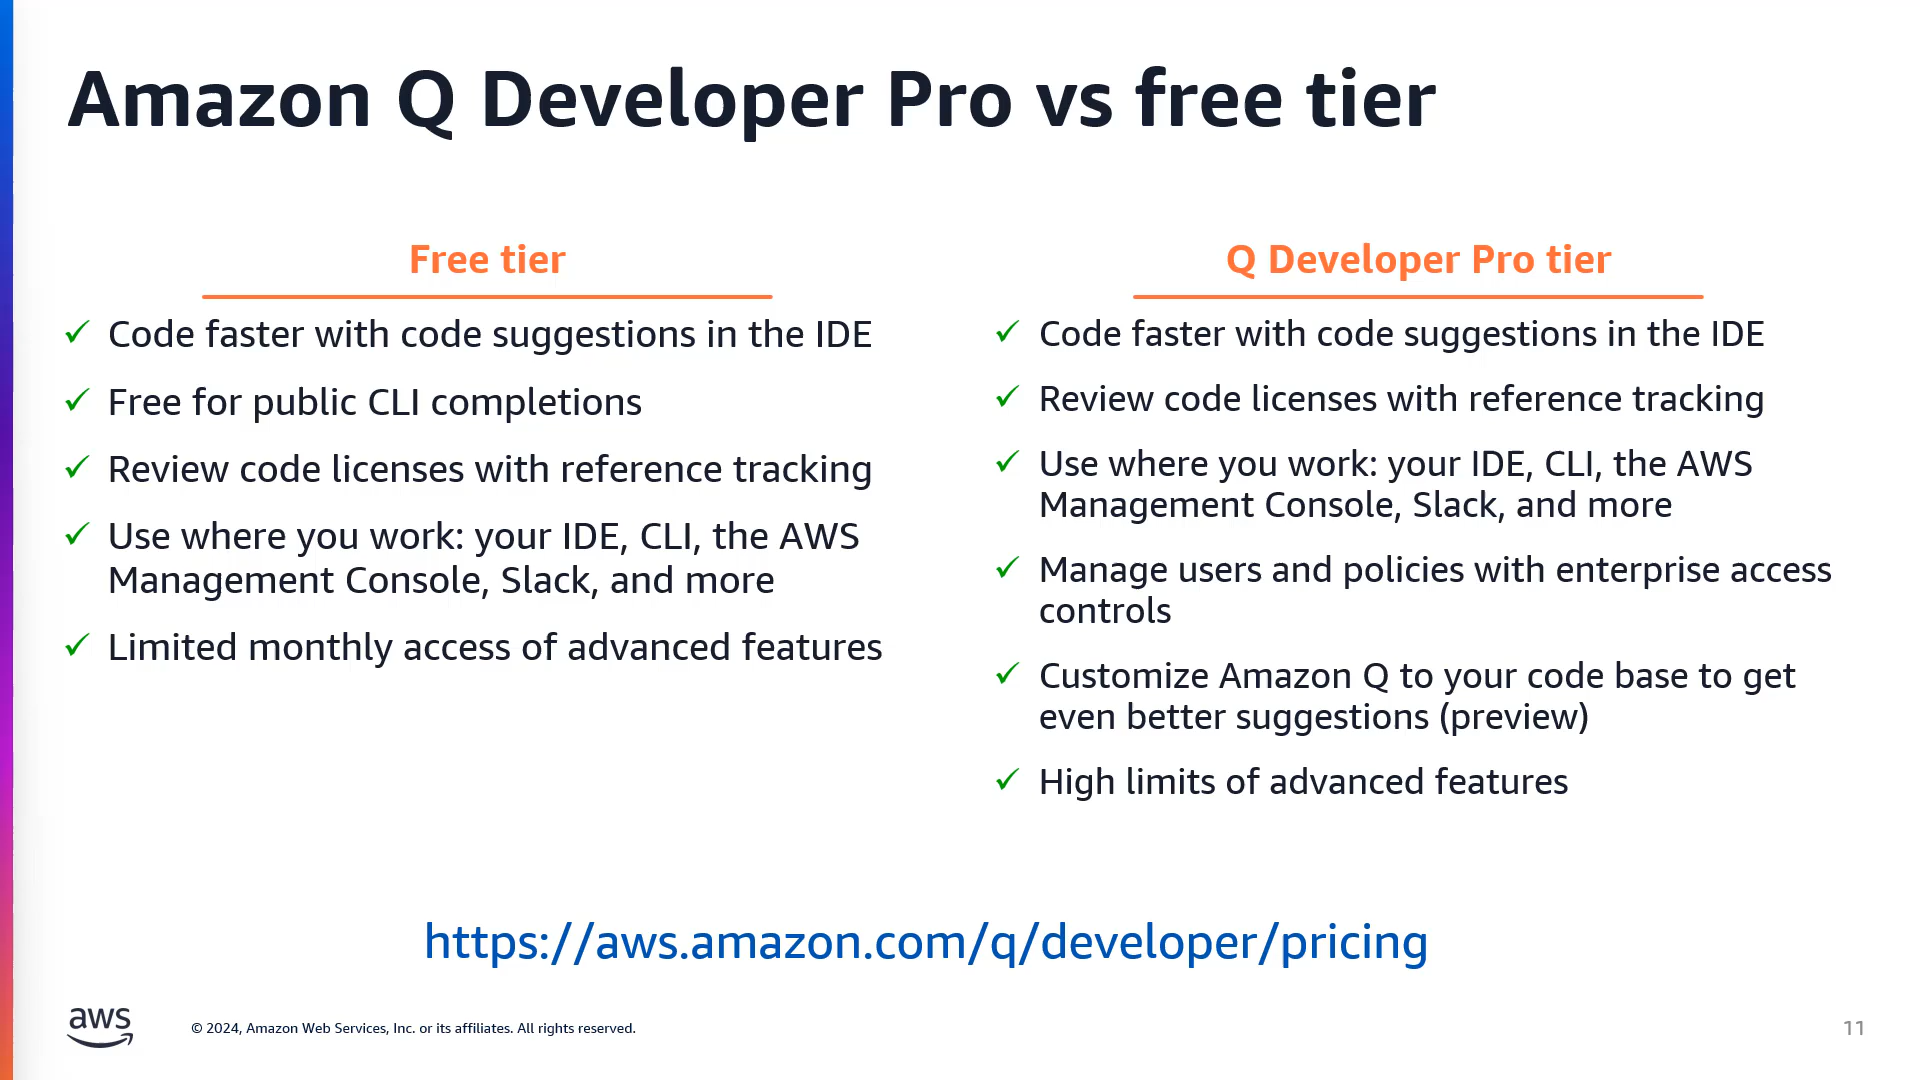 Amazon Q Developer Pro vs free tier
Free tier
✓ Code faster with code suggestions in the IDE
✓ Free for public CLI completions
✓ Review code licenses with reference tracking
✓ Use where you work: your IDE, CLI, the AWS
Management Console, Slack, and more
✓ Limited monthly access of advanced features
Q Developer Pro tier
✓ Code faster with code suggestions in the IDE
✓ Review code licenses with reference tracking
✓ Use where you work: your IDE, CLI, the AWS
Management Console, Slack, and more
✓ Manage users and policies with enterprise access
controls
✓ Customize Amazon Q to your code base to get
even better suggestions (preview)
✓ High limits of advanced features
https://aws.amazon.com/q/developer/pricing
aws
© 2024, Amazon Web Services, Inc. or its affiliates. All rights reserved.
11